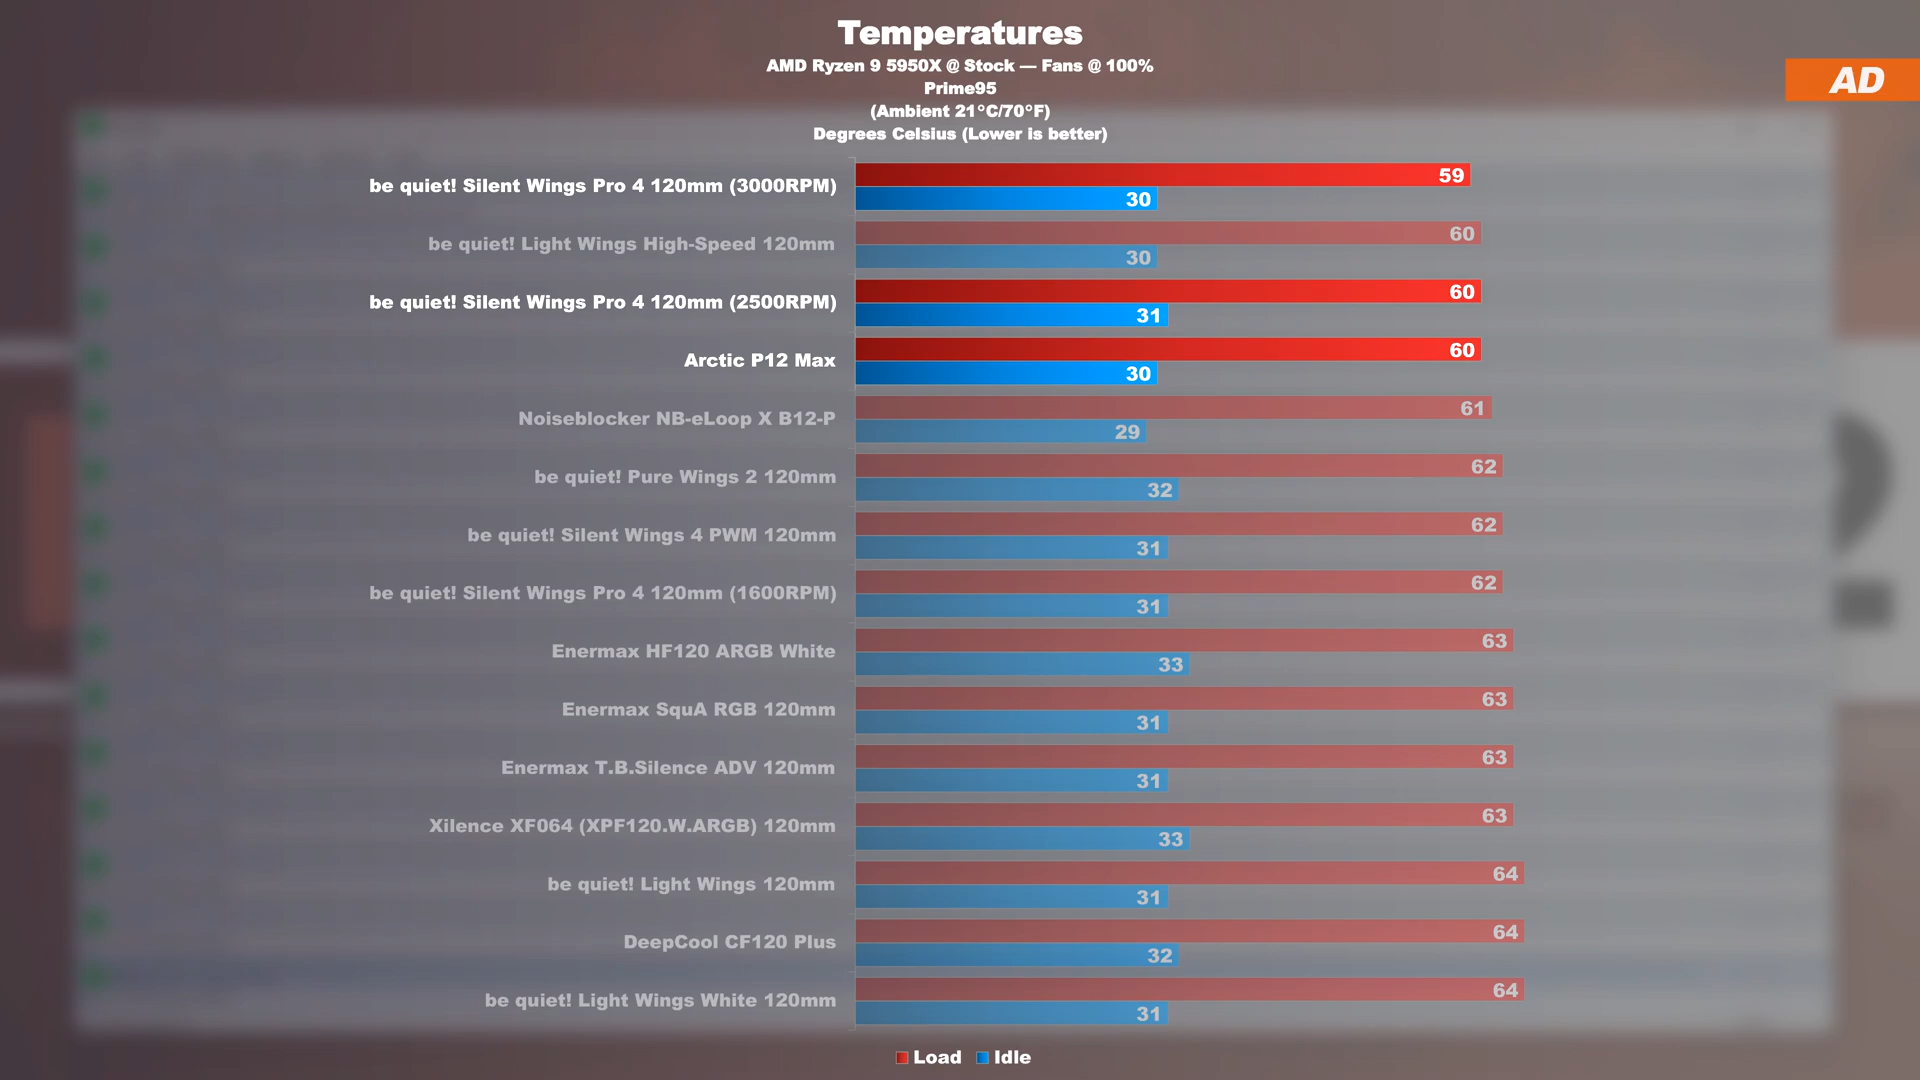 Temperatures
AMD Ryzen 9 5950X @ Stock — Fans @ 100%
Prime95
(Ambient 21°C/70°F)
Degrees Celsius (Lower is better)
AD
be quiet! Silent Wings Pro 4 120mm (3000RPM)
59
30
be quiet! Light Wings High-Speed 120mm
60
30
be quiet! Silent Wings Pro 4 120mm (2500RPM)
60
31
Arctic P12 Max
60
30
Noiseblocker NB-eLoop X B12-P
61
29
be quiet! Pure Wings 2 120mm
62
32
be quiet! Silent Wings 4 PWM 120mm
62
31
be quiet! Silent Wings Pro 4 120mm (1600RPM)
62
31
Enermax HF120 ARGB White
63
33
Enermax SquA RGB 120mm
63
31
Enermax T.B.Silence ADV 120mm
63
31
Xilence XF064 (XPF120.W.ARGB) 120mm
63
33
be quiet! Light Wings 120mm
64
31
DeepCool CF120 Plus
64
32
be quiet! Light Wings White 120mm
64
31
Load Idle